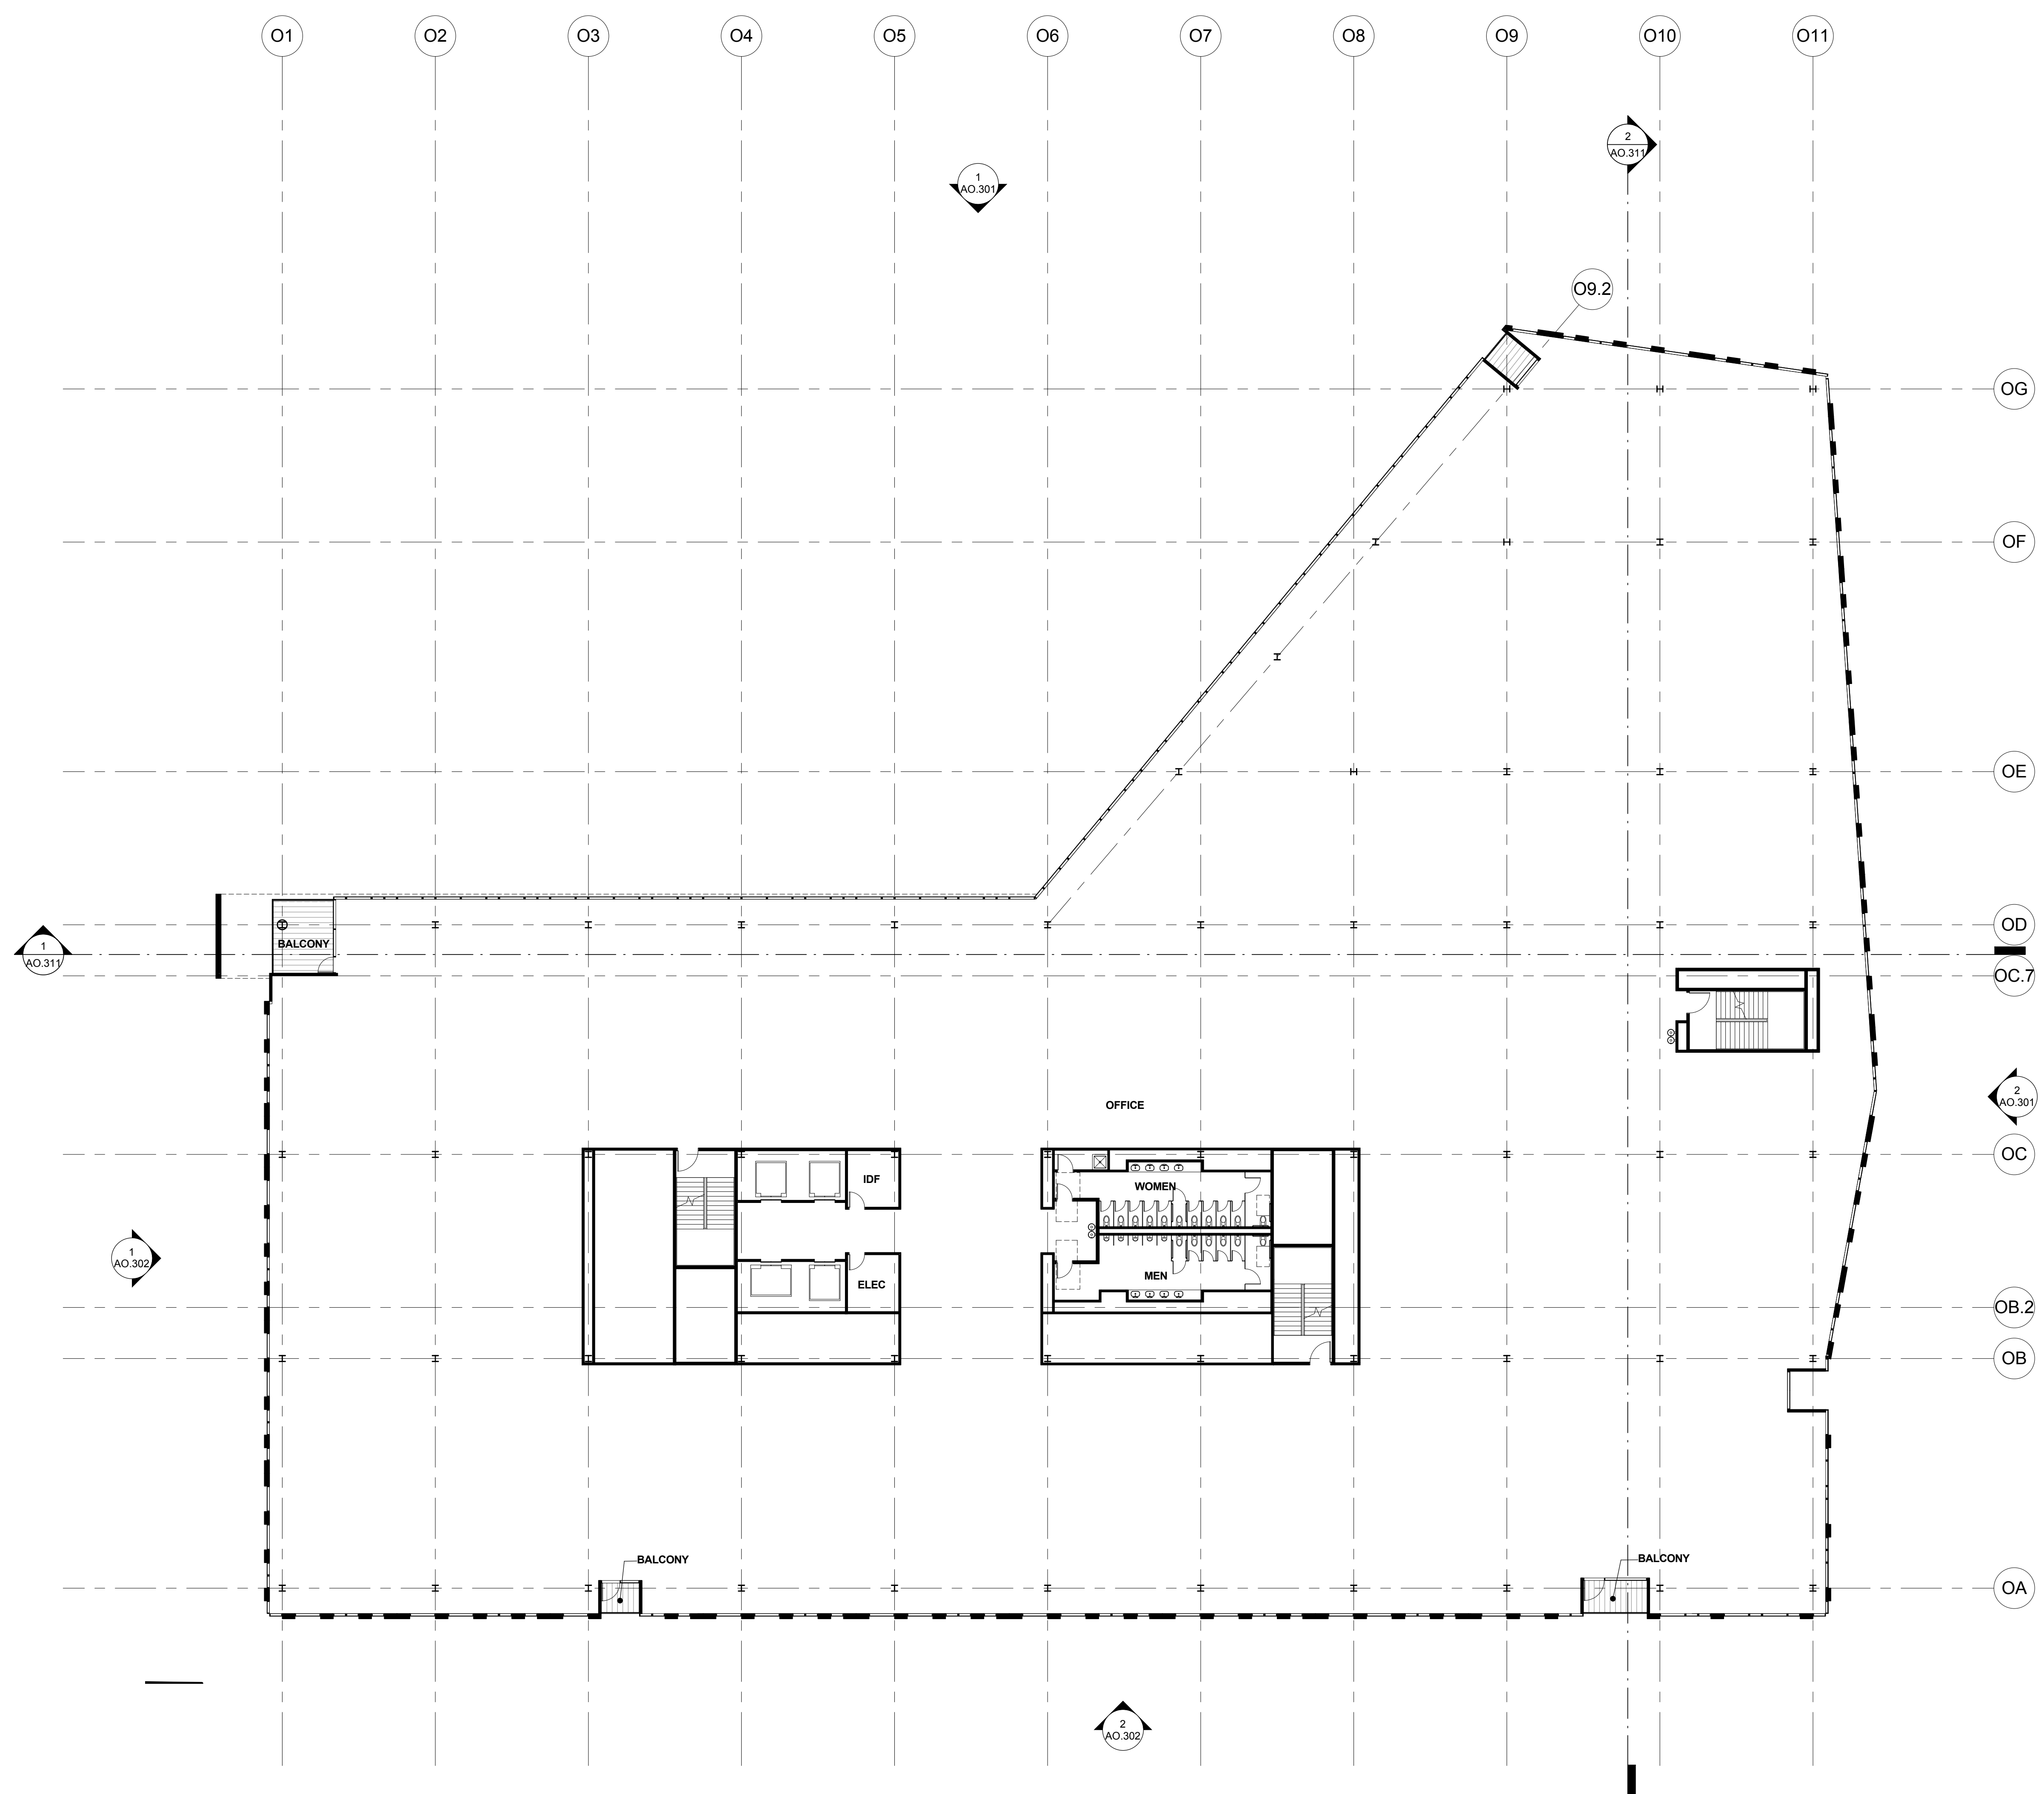 O1
O2
O3
O4
O5
O6
O7
O8
O9
O10
O11
2
AO.311
1
AO.301
O9.2
OG
OF
OE
OD
BALCONY
1
AO.311
OC.7
2
AO.301
OFFICE
OC
IDF
WOMEN
1
AO.302
ELEC
MEN
OB.2
OB
BALCONY
BALCONY
OA
2
AO.302